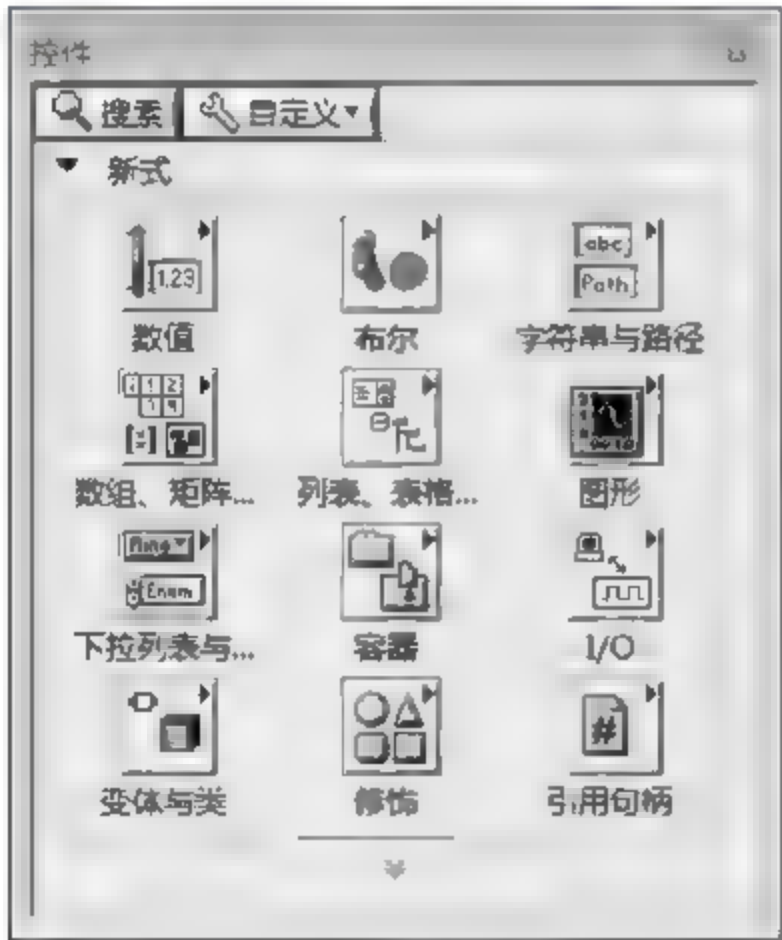 控件
搜索 自定义
新式
1.23 abc
Path
数值 布尔 字符串与路径
数组、矩阵... 列表、表格... 图形
Ring
Enum
下拉列表与... 容器 I/O
#
变体与类 修饰 引用句柄